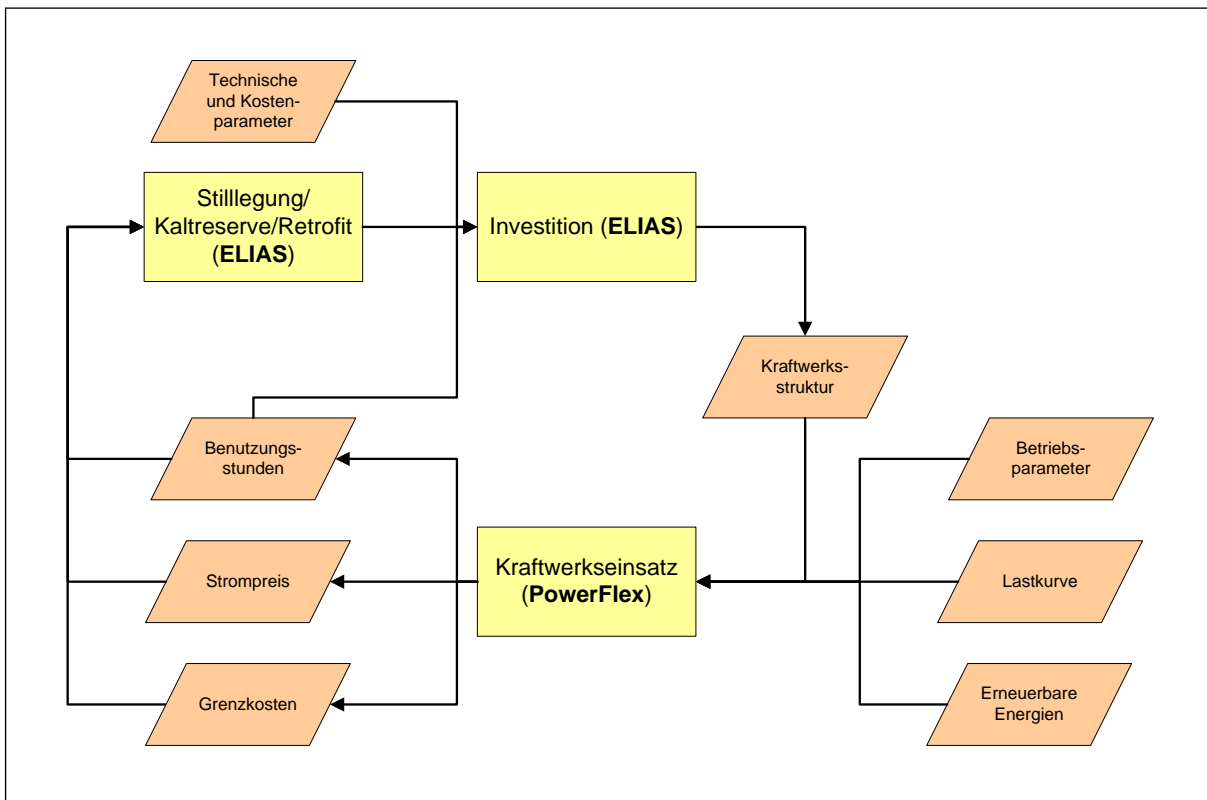 Technische
und Kosten-
parameter
Stilllegung/
Kaltreserve/Retrofit
(ELIAS)
Investition (ELIAS)
Kraftwerks-
struktur
Benutzungs-
stunden
Betriebs-
parameter
Strompreis
Kraftwerkseinsatz
(PowerFlex)
Lastkurve
Grenzkosten
Erneuerbare
Energien